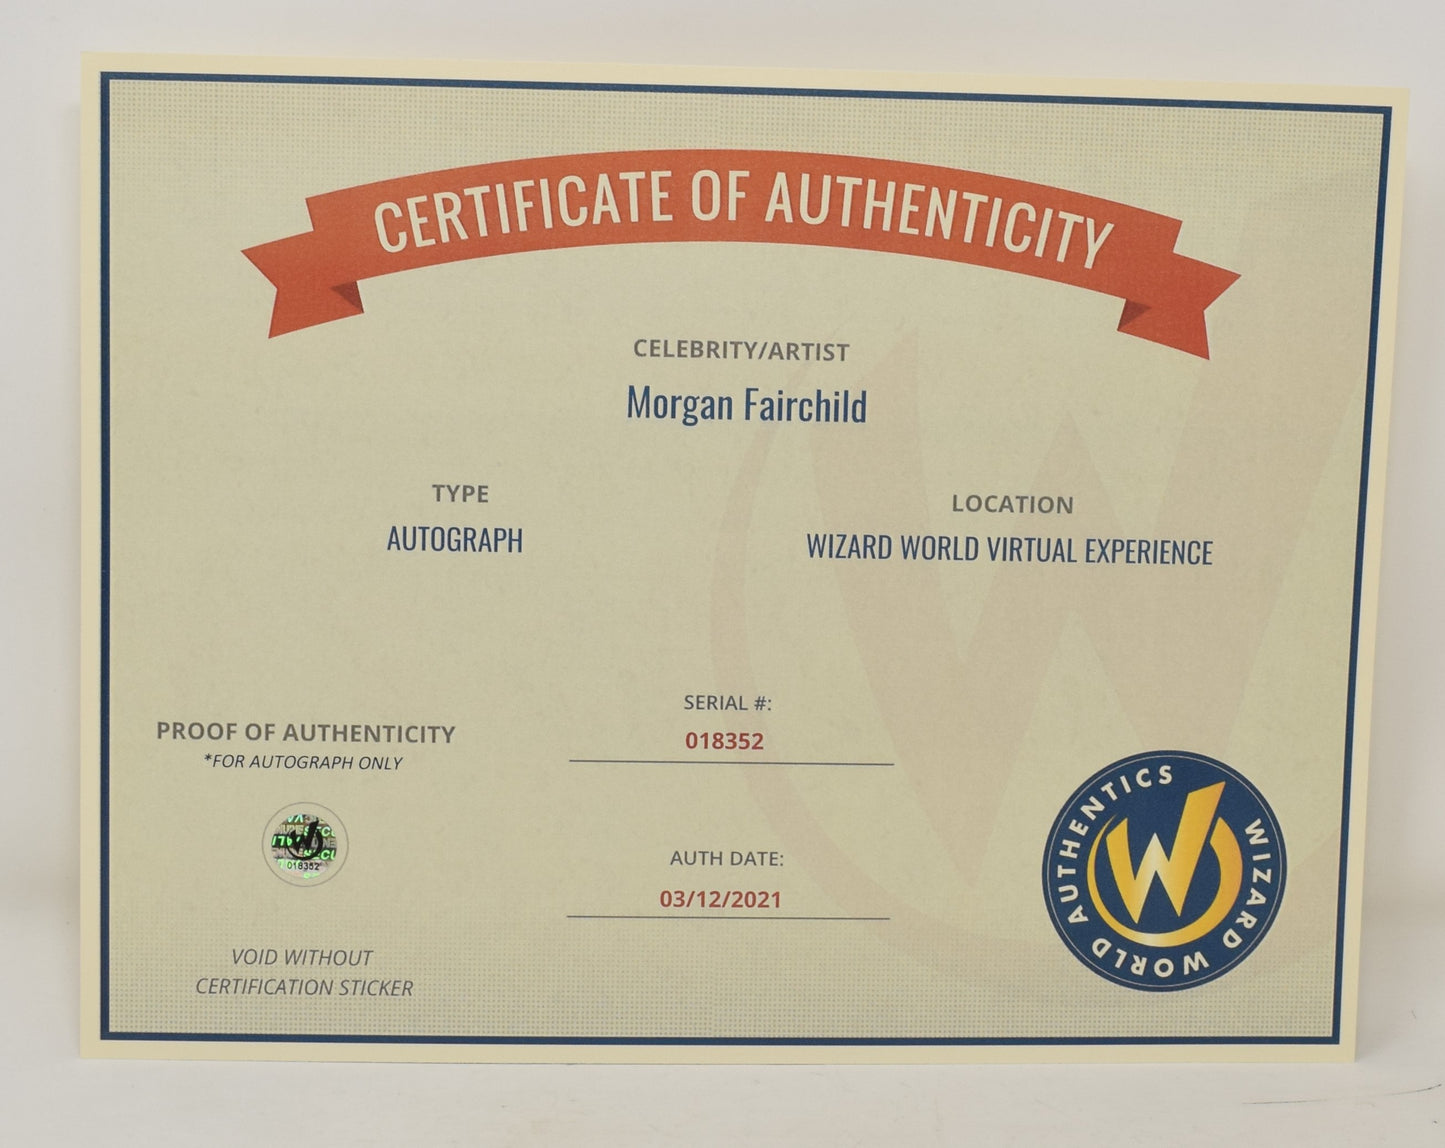 CERTIFICATE OF AUTHENTICITY
CELEBRITY/ARTIST
Morgan Fairchild
TYPE
AUTOGRAPH
LOCATION
WIZARD WORLD VIRTUAL EXPERIENCE
PROOF OF AUTHENTICITY
*FOR AUTOGRAPH ONLY
018352
VOID WITHOUT
CERTIFICATION STICKER
SERIAL #:
018352
AUTH DATE:
03/12/2021
WIZARD WORLD AUTHENTICS